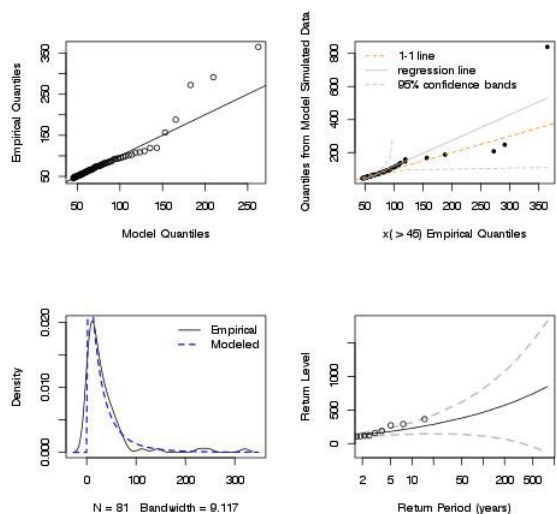 Empirical Quantiles
350
250
150
50
50 100 150 200 250
Model Quantiles
Quantiles from Model Simulated Data
800
600
400
200
1-1 line
regression line
95% confidence bands
50 100 150 200 250 300 350
x( > 45) Empirical Quantiles
Density
0.020
0.010
0.000
Empirical
Modeled
0 100 200 300
N = 81 Bandwidth = 9.117
Return Level
1500
500
0
2 5 10 50 100 500
Return Period (years)